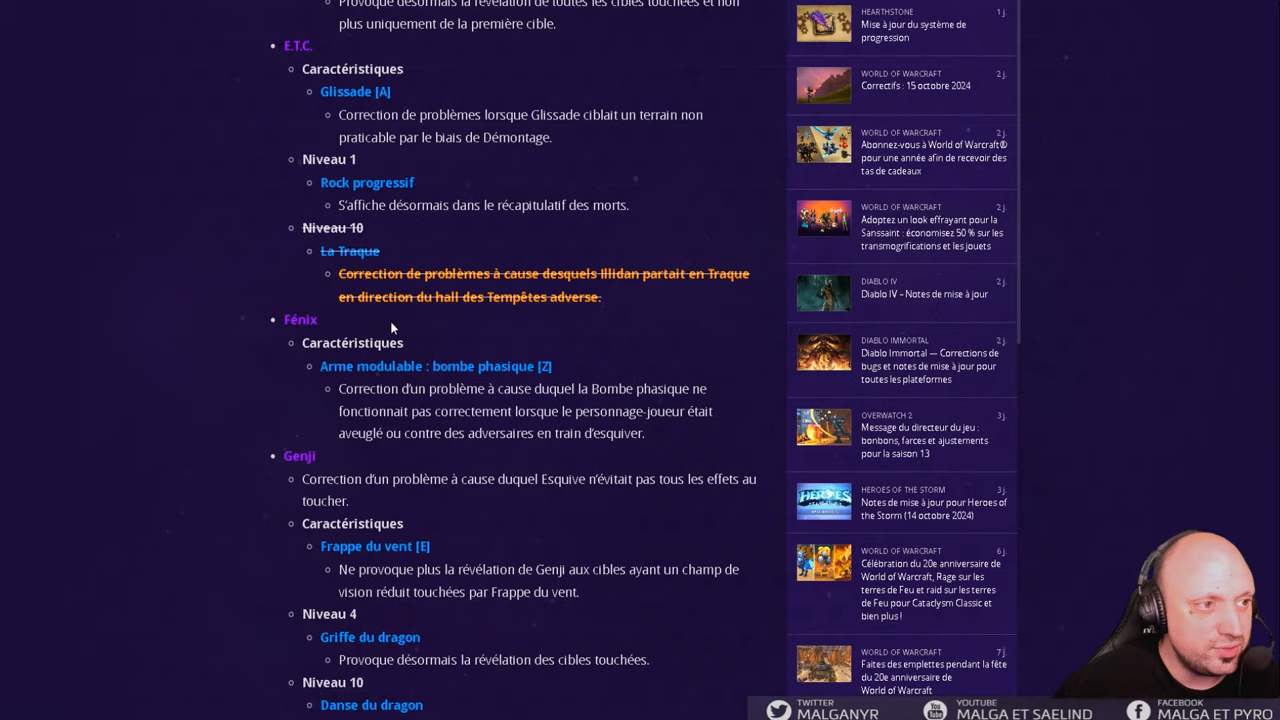 Provoque désormais la révélation de toutes les cibles touchées et non
plus uniquement de la première cible.
E.T.C.
Caractéristiques
Glissade [A]
Correction de problèmes lorsque Glissade ciblait un terrain non
praticable par le biais de Démontage.
Niveau 1
Rock progressif
S’affiche désormais dans le récapitulatif des morts.
Niveau 10
La Traque
Correction de problèmes à cause desquels Illidan partait en Traque
en direction du hall des Tempêtes adverse.
Fénix
Caractéristiques
Arme modulable : bombe phasique [Z]
Correction d’un problème à cause duquel la Bombe phasique ne
fonctionnait pas correctement lorsque le personnage-joueur était
aveuglé ou contre des adversaires en train d’esquiver.
Genji
Correction d’un problème à cause duquel Esquive n’évitait pas tous les effets au
toucher.
Caractéristiques
Frappe du vent [E]
Ne provoque plus la révélation de Genji aux cibles ayant un champ de
vision réduit touchées par Frappe du vent.
Niveau 4
Griffe du dragon
Provoque désormais la révélation des cibles touchées.
Niveau 10
Danse du dragon
HEARTHSTONE 1 j.
Mise à jour du système de
progression
WORLD OF WARCRAFT 2 j.
Correctifs : 15 octobre 2024
WORLD OF WARCRAFT 2 j.
Abonnez-vous à World of Warcraft®
pour une année afin de recevoir des
tas de cadeaux
WORLD OF WARCRAFT 2 j.
Adoptez un look effrayant pour la
Sanssaint : économisez 50 % sur les
transmogrifications et les jouets
DIABLO IV 2 j.
Diablo IV – Notes de mise à jour
DIABLO IMMORTAL 2 j.
Diablo Immortal — Corrections de
bugs et notes de mise à jour pour
toutes les plateformes
OVERWATCH 2 3 j.
Message du directeur du jeu :
bonbons, farces et ajustements
pour la saison 13
HEROES OF THE STORM 3 j.
Notes de mise à jour pour Heroes of
the Storm (14 octobre 2024)
WORLD OF WARCRAFT 6 j.
Célébration du 20e anniversaire de
World of Warcraft, Rage sur les
terres de Feu et raid sur les terres
de Feu pour Cataclysm Classic et
bien plus !
WORLD OF WARCRAFT 7 j.
Faites des emplettes pendant la fête
du 20e anniversaire de
World of Warcraft
TWITTER
MALGANYR
YOUTUBE
MALGA ET SAELIND
FACEBOOK
MALGA ET PYRO